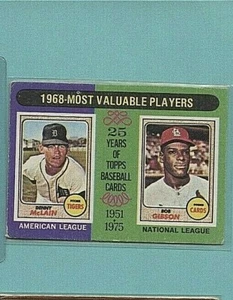 1968-MOST VALUABLE PLAYERS
25
YEARS
OF
TOPPS
BASEBALL
CARDS
1951
1975
D
DENNY
McLAIN
TIGERS
BOB
GIBSON
CARDS
AMERICAN LEAGUE
NATIONAL LEAGUE